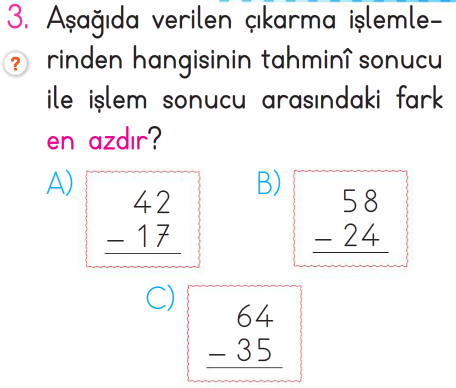 3. Aşağıda verilen çıkarma işlemle-
? rinden hangisinin tahminî sonucu
ile işlem sonucu arasındaki fark
en azdır?
A) 42
- 17
B) 58
- 24
C) 64
- 35